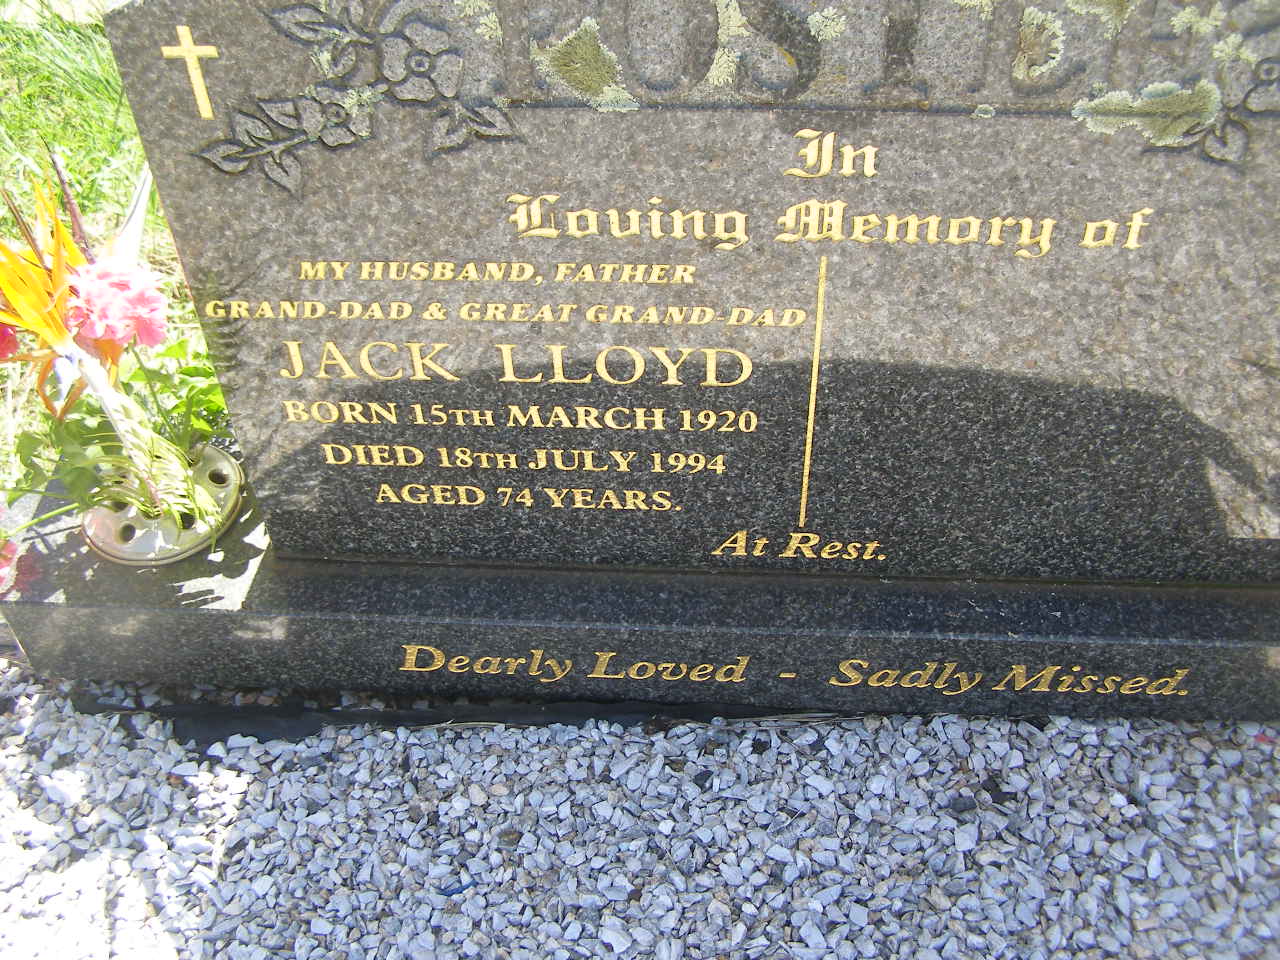 In
Loving Memory of
MY HUSBAND, FATHER
GRAND-DAD & GREAT GRAND-DAD
JACK LLOYD
BORN 15TH MARCH 1920
DIED 18TH JULY 1994
AGED 74 YEARS.
At Rest.
Dearly Loved - Sadly Missed.